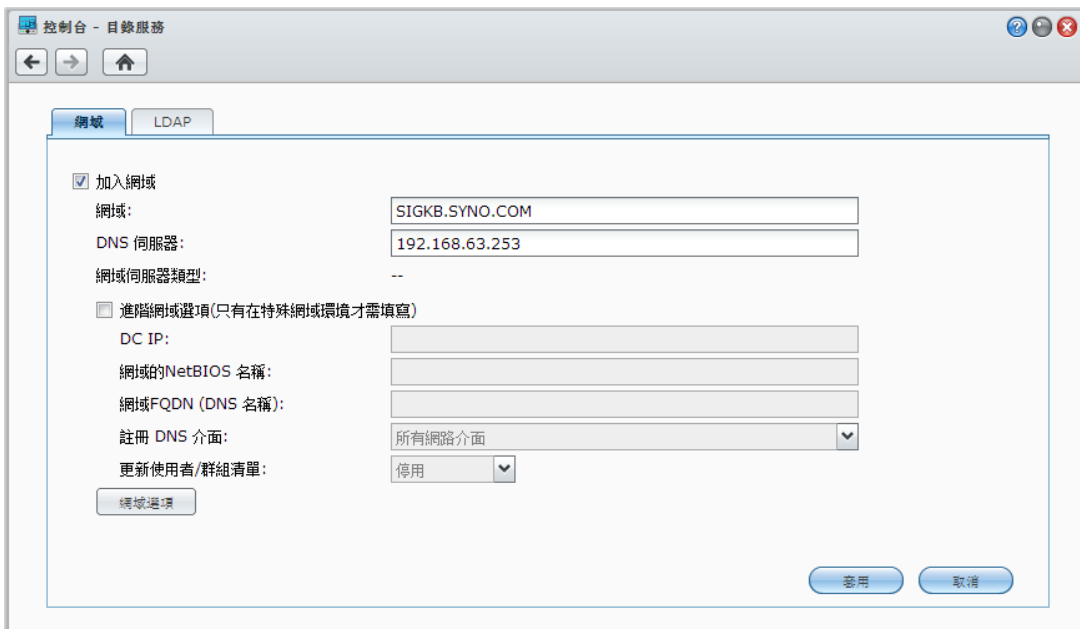 控制台 - 目錄服務
網域 LDAP
加入網域
網域: SIGKB.SYNO.COM
DNS 伺服器: 192.168.63.253
網域伺服器類型: --
進階網域選項(只有在特殊網域環境才需填寫)
DC IP:
網域的NetBIOS 名稱:
網域FQDN (DNS 名稱):
註冊 DNS 介面: 所有網路介面
更新使用者/群組清單: 停用
網域選項
套用 取消